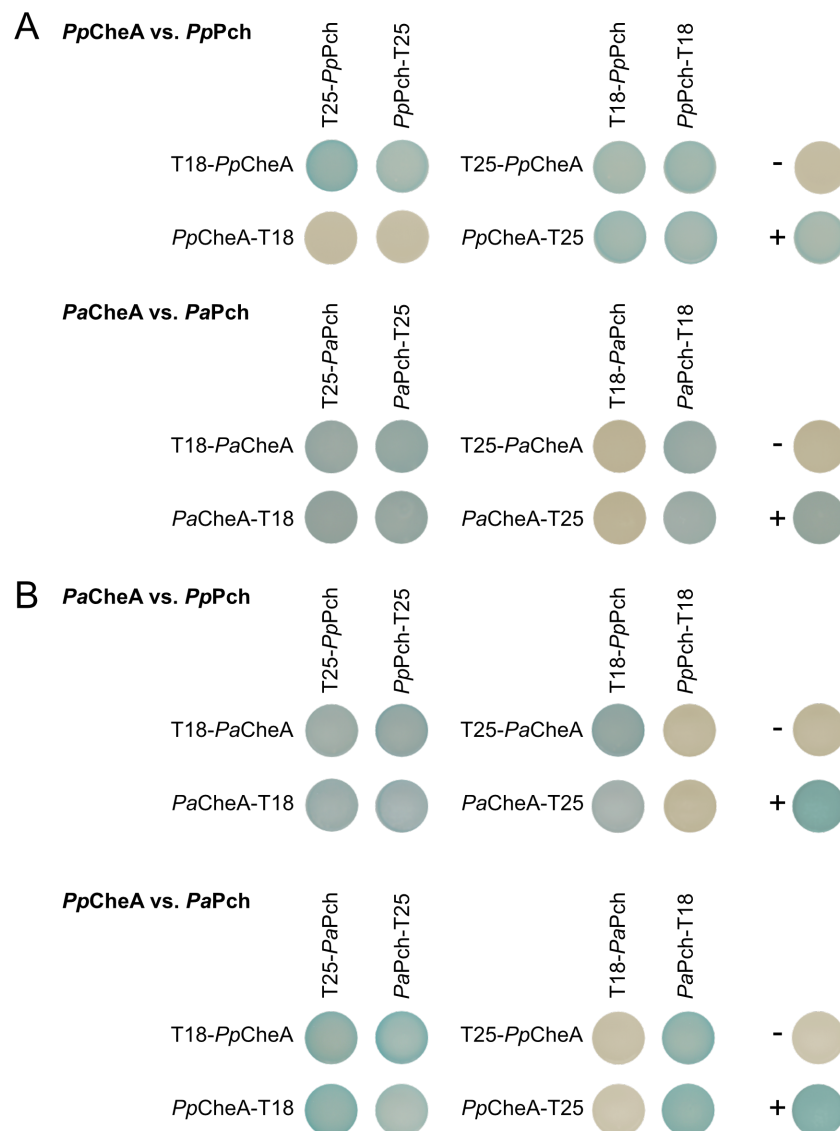 A
PpCheA vs. PpPch
T25-PpPch
PpPch-T25
T18-PpPch
PpPch-T18
T18-PpCheA
T25-PpCheA
-
PpCheA-T18
PpCheA-T25
+
PaCheA vs. PaPch
T25-PaPch
PaPch-T25
T18-PaPch
PaPch-T18
T18-PaCheA
T25-PaCheA
-
PaCheA-T18
PaCheA-T25
+
B
PaCheA vs. PpPch
T25-PpPch
PpPch-T25
T18-PpPch
PpPch-T18
T18-PaCheA
T25-PaCheA
-
PaCheA-T18
PaCheA-T25
+
PpCheA vs. PaPch
T25-PaPch
PaPch-T25
T18-PaPch
PaPch-T18
T18-PpCheA
T25-PpCheA
-
PpCheA-T18
PpCheA-T25
+